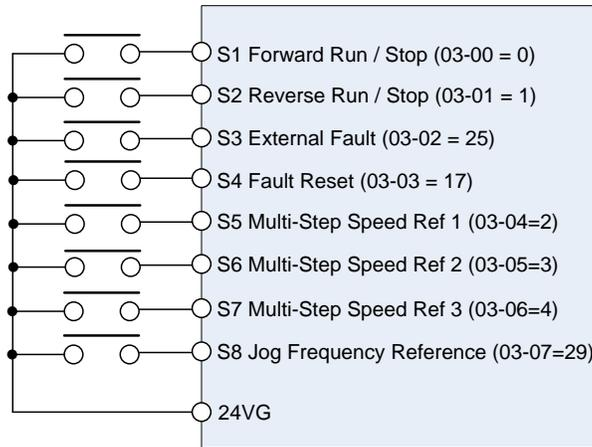 S1 Forward Run / Stop (03-00 = 0)
S2 Reverse Run / Stop (03-01 = 1)
S3 External Fault (03-02 = 25)
S4 Fault Reset (03-03 = 17)
S5 Multi-Step Speed Ref 1 (03-04=2)
S6 Multi-Step Speed Ref 2 (03-05=3)
S7 Multi-Step Speed Ref 3 (03-06=4)
S8 Jog Frequency Reference (03-07=29)
24VG